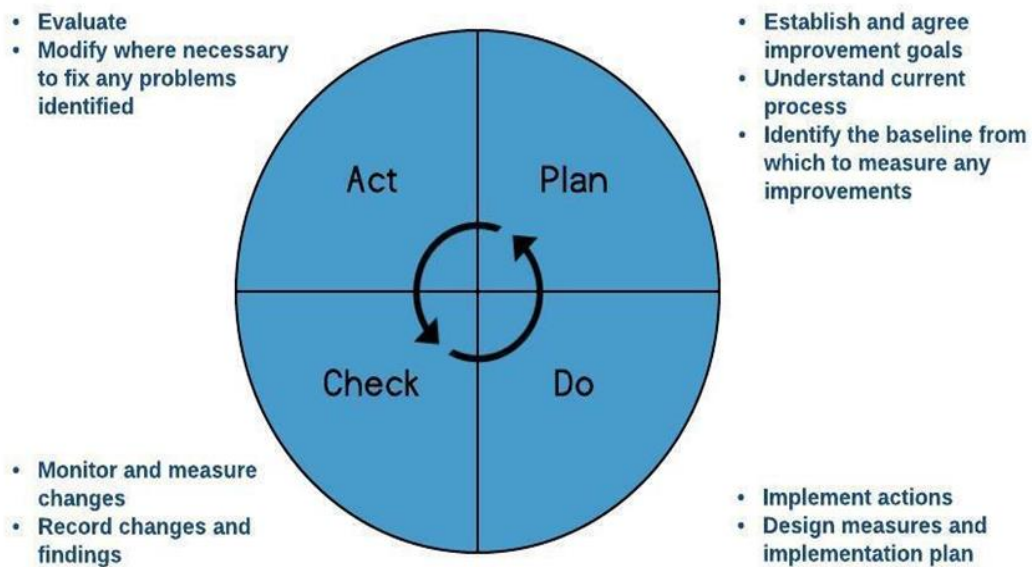 • Evaluate
• Modify where necessary
to fix any problems
identified
• Establish and agree
improvement goals
• Understand current
process
• Identify the baseline from
which to measure any
improvements
Act
Plan
Check
Do
• Monitor and measure
changes
• Record changes and
findings
• Implement actions
• Design measures and
implementation plan